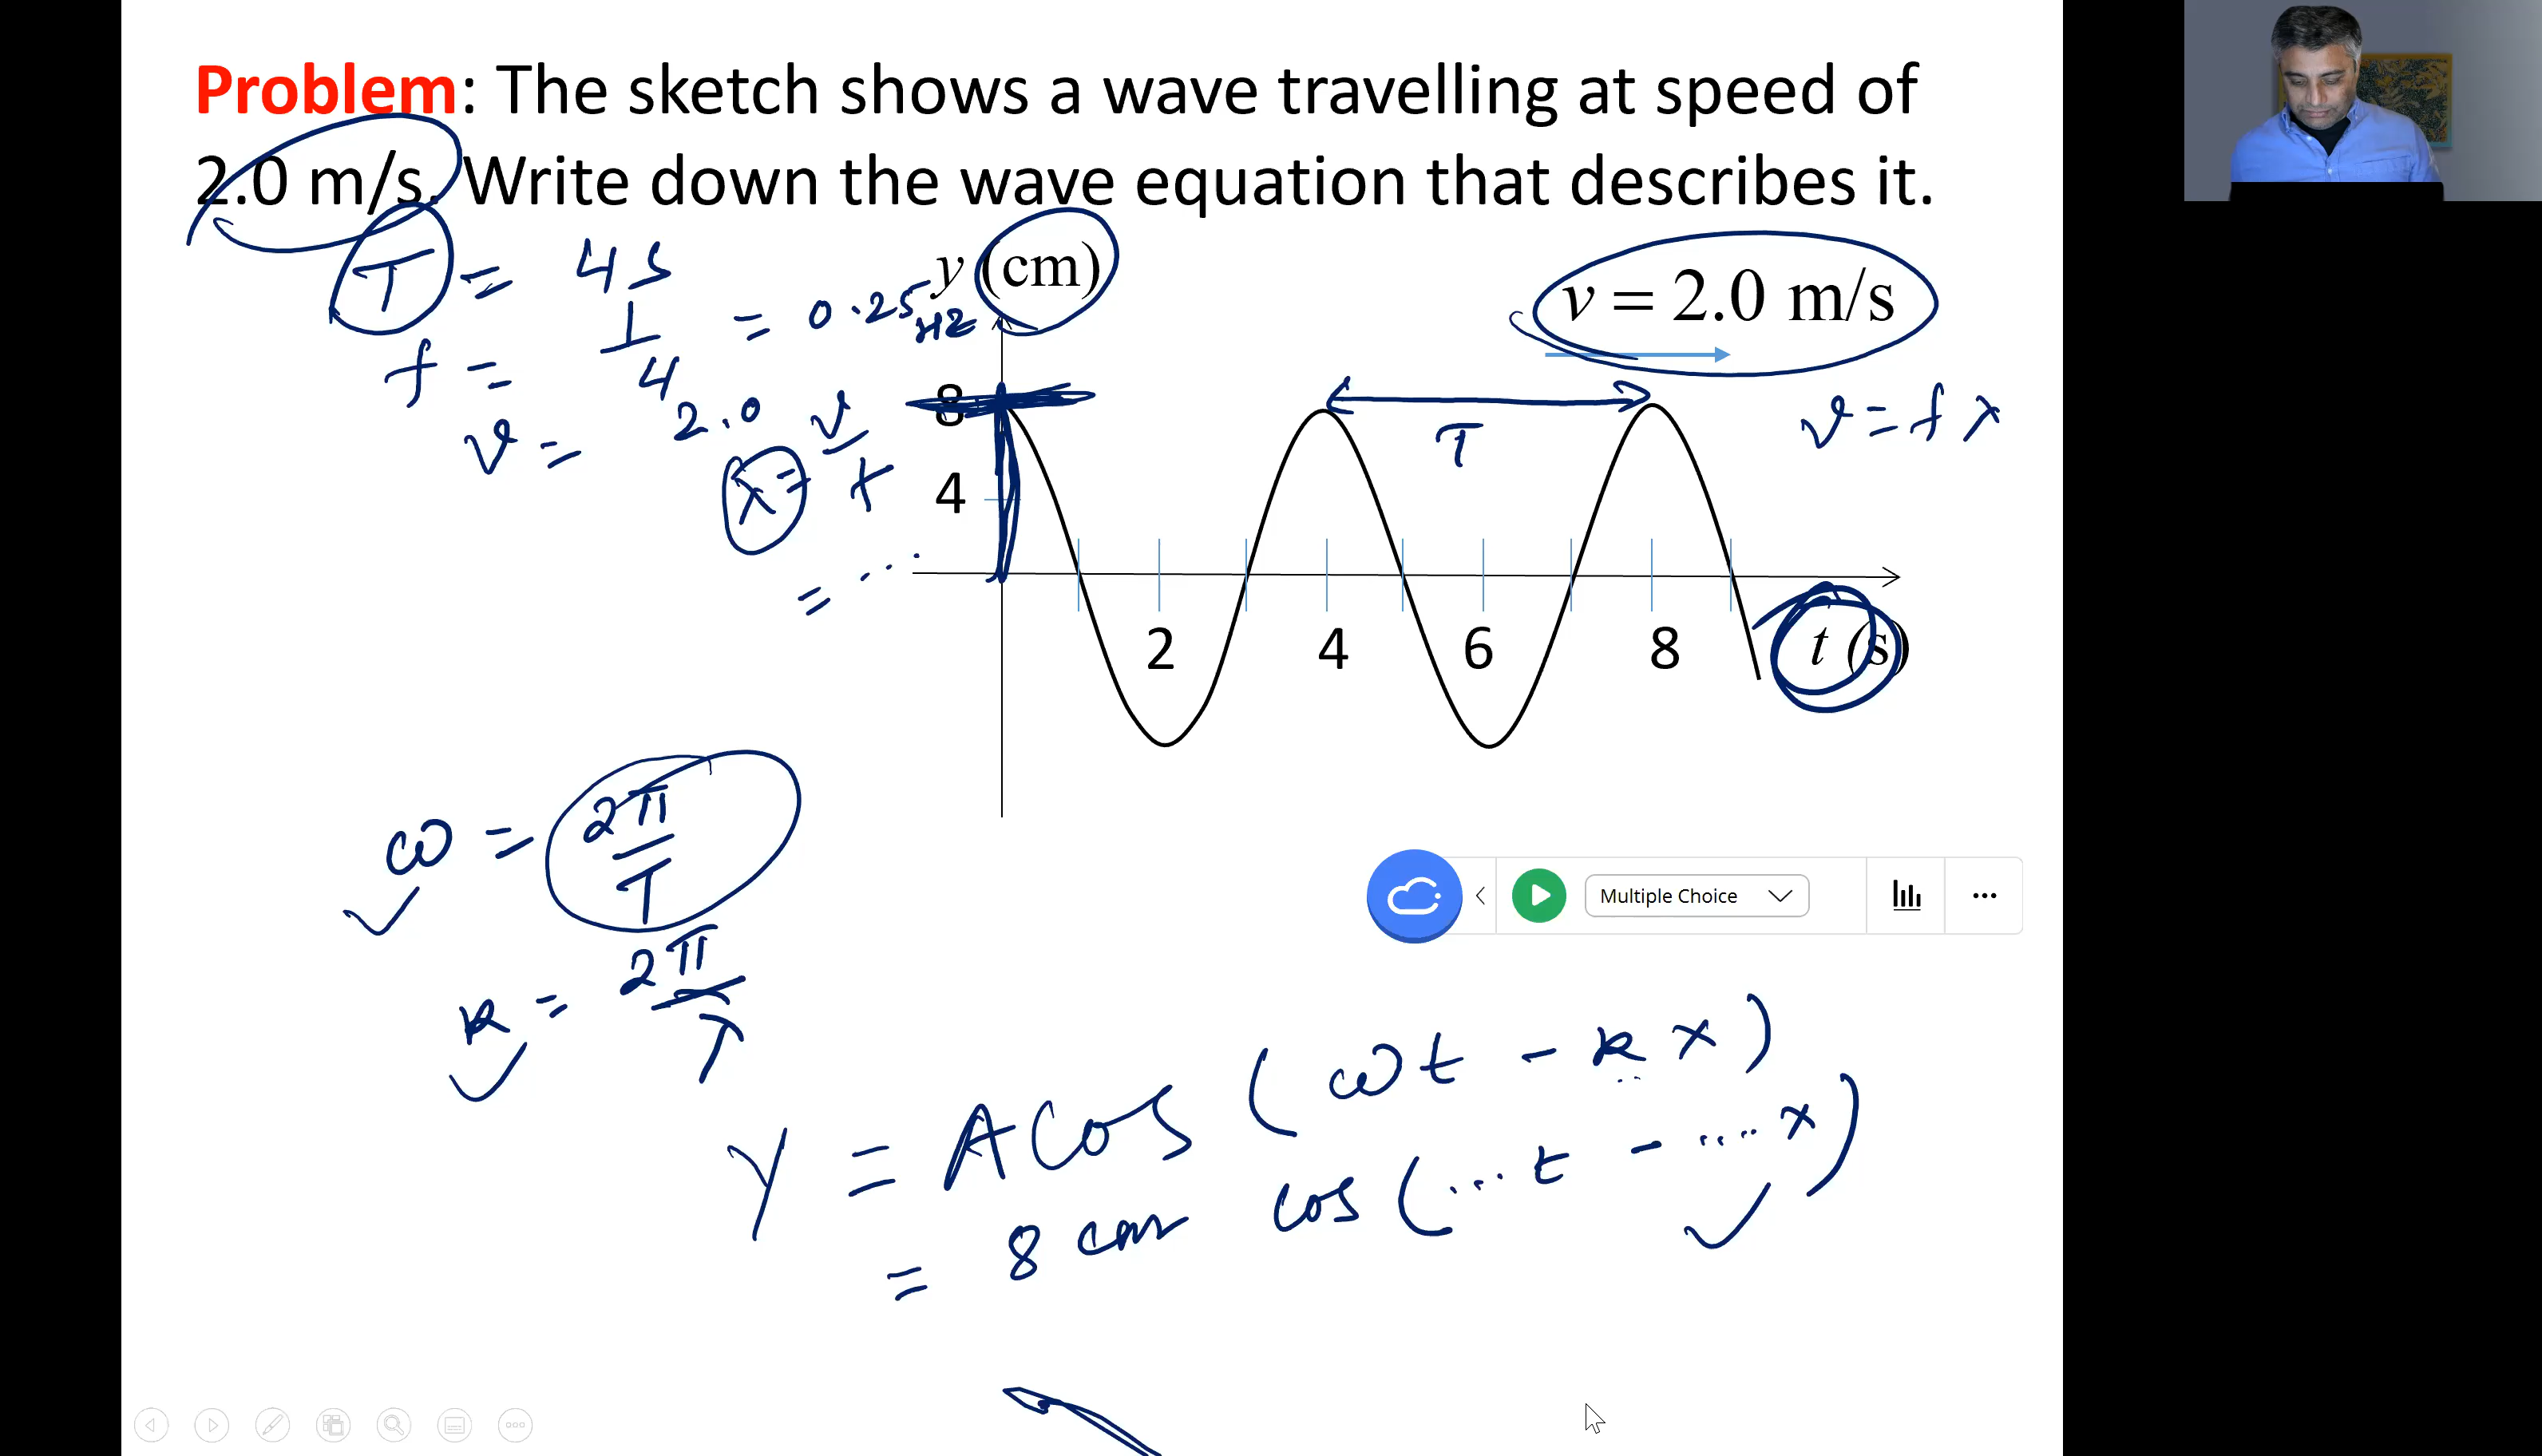 Problem: The sketch shows a wave travelling at speed of
2.0 m/s. Write down the wave equation that describes it.
T = 4 s
y (cm)
v = 2.0 m/s
f = 1/4 = 0.25 Hz
v = 2.0
λ = v/f
= ...
v = f λ
T
8
4
2 4 6 8 t (s)
ω = 2π/T
k = 2π/λ
Multiple Choice
y = A cos (ωt - k x)
= 8 cm cos (...t - ....x)